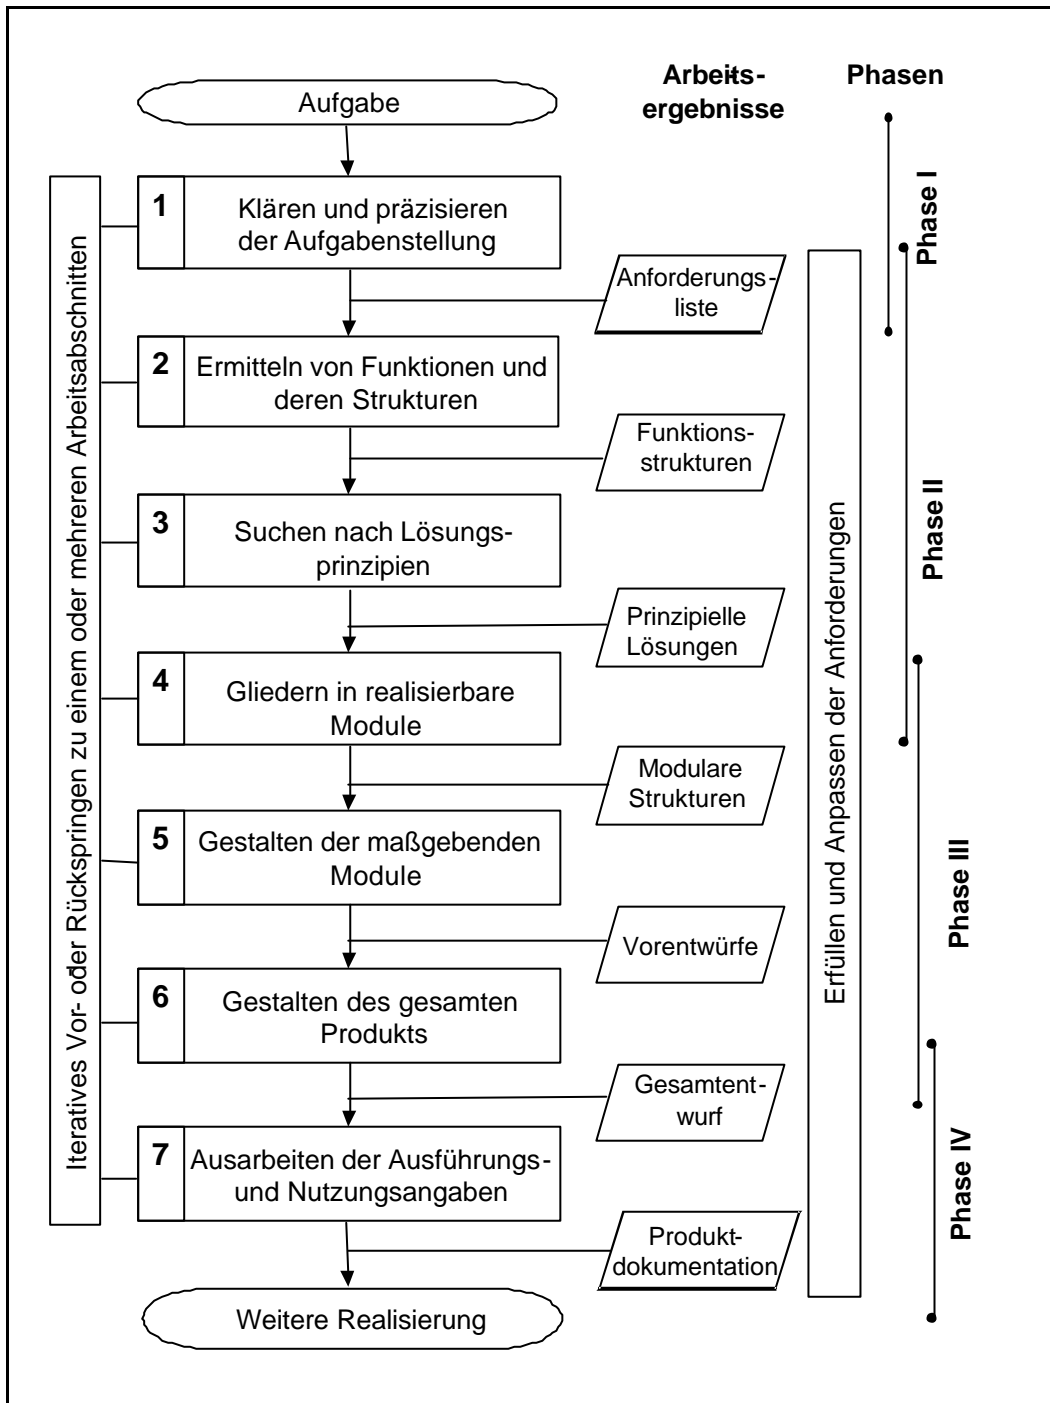 Arbeits-
ergebnisse
Phasen
Aufgabe
1
Klären und präzisieren
der Aufgabenstellung
Anforderungs-
liste
2
Ermitteln von Funktionen und
deren Strukturen
Funktions-
strukturen
3
Suchen nach Lösungs-
prinzipien
Prinzipielle
Lösungen
4
Gliedern in realisierbare
Module
Modulare
Strukturen
5
Gestalten der maßgebenden
Module
Vorentwürfe
6
Gestalten des gesamten
Produkts
Gesamtent-
wurf
7
Ausarbeiten der Ausführungs-
und Nutzungsangaben
Produkt-
dokumentation
Weitere Realisierung
Iteratives Vor- oder Rückspringen zu einem oder mehreren Arbeitsabschnitten
Erfüllen und Anpassen der Anforderungen
Phase I
Phase II
Phase III
Phase IV